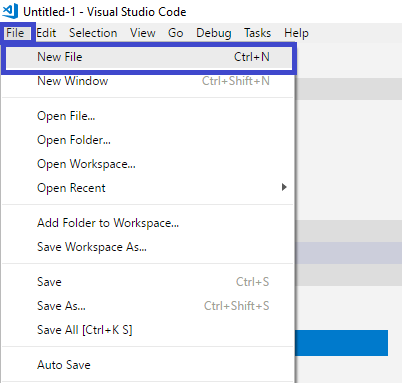 Untitled-1 - Visual Studio Code
File Edit Selection View Go Debug Tasks Help
New File Ctrl+N
New Window Ctrl+Shift+N
Open File...
Open Folder...
Open Workspace...
Open Recent
Add Folder to Workspace...
Save Workspace As...
Save Ctrl+S
Save As... Ctrl+Shift+S
Save All [Ctrl+K S]
Auto Save